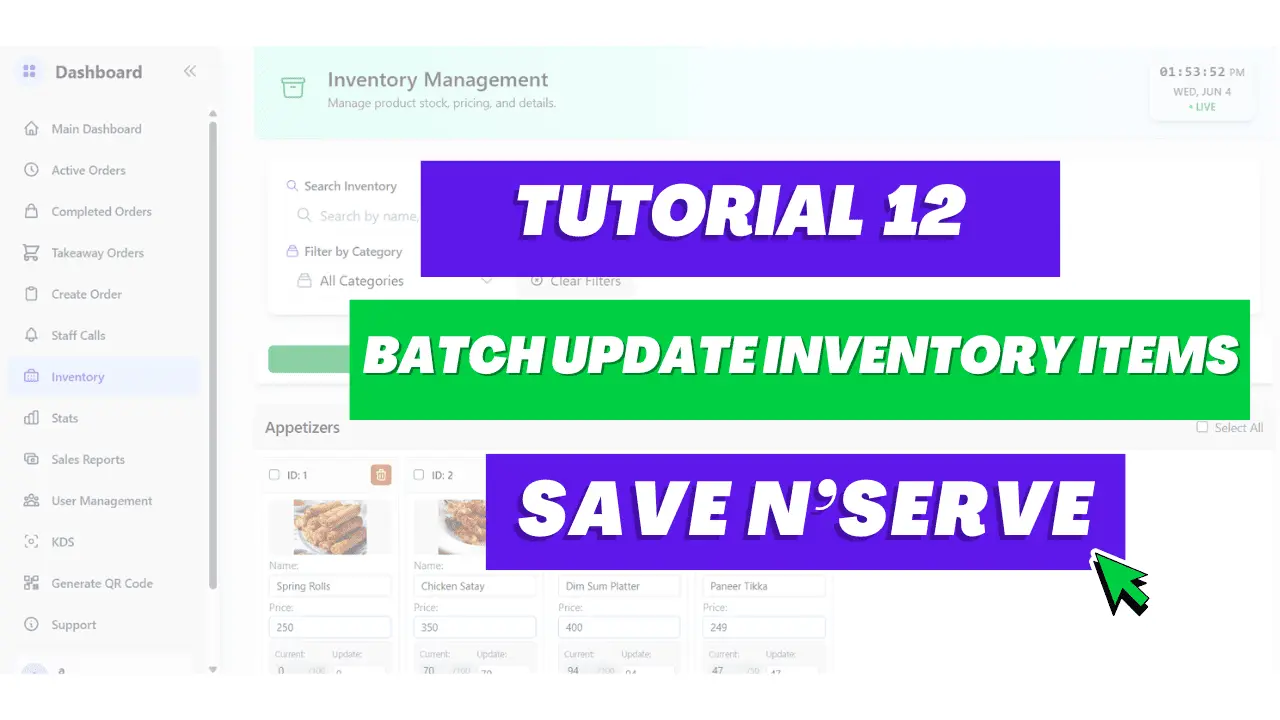 Dashboard
Main Dashboard
Active Orders
Completed Orders
Takeaway Orders
Create Order
Staff Calls
Inventory
Stats
Sales Reports
User Management
KDS
Generate QR Code
Support
a
Inventory Management
Manage product stock, pricing, and details.
01:53:52 PM
WED, JUN 4
• LIVE
Search Inventory
Search by name,
Filter by Category
All Categories
Clear Filters
TUTORIAL 12
BATCH UPDATE INVENTORY ITEMS
SAVE N'SERVE
Appetizers
Select All
ID: 1
ID: 2
Name:
Name:
Spring Rolls
Chicken Satay
Dim Sum Platter
Paneer Tikka
Price:
Price:
Price:
Price:
250
350
400
249
Current: Update:
Current: Update:
Current: Update:
Current: Update:
0 /100 0
70 /100 70
94 /100 94
47 /50 47